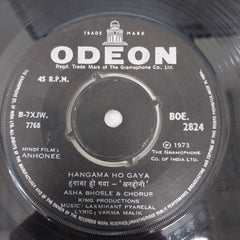 TRADE MARK
ODEON
Regd. Trade Mark of The Gramophone Co. Ltd.
45 R.P.M.
B-7XJW. 7768
BOE. 2824
HINDI FILM: ANHONEE
℗ 1973
THE GRAMOPHONE CO. OF INDIA LTD.
HANGAMA HO GAYA
हंगामा हो गया - 'अनहोनी'
ASHA BHOSLE & CHORUS
KING PRODUCTIONS
MUSIC: LAXMIKANT PYARELAL
LYRIC: VARMA MALIK